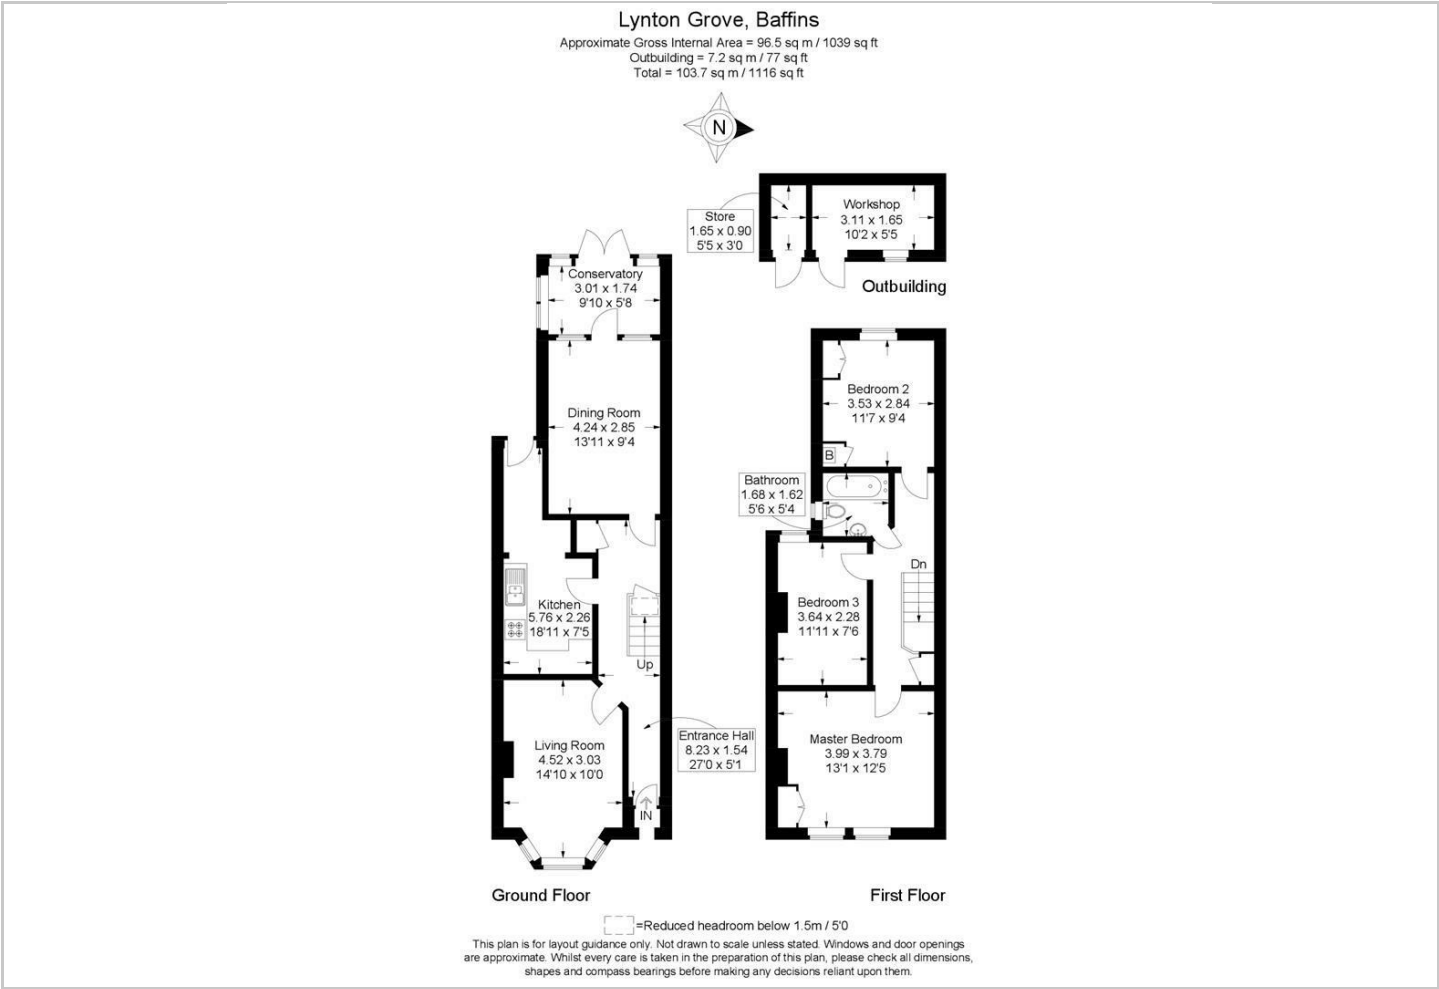 Lynton Grove, Baffins
Approximate Gross Internal Area = 96.5 sq m / 1039 sq ft
Outbuilding = 7.2 sq m / 77 sq ft
Total = 103.7 sq m / 1116 sq ft
N
Store
1.65 x 0.90
5'5 x 3'0
Workshop
3.11 x 1.65
10'2 x 5'5
Outbuilding
Conservatory
3.01 x 1.74
9'10 x 5'8
Dining Room
4.24 x 2.85
13'11 x 9'4
Kitchen
5.76 x 2.26
18'11 x 7'5
Up
Living Room
4.52 x 3.03
14'10 x 10'0
Entrance Hall
8.23 x 1.54
27'0 x 5'1
IN
Ground Floor
Bedroom 2
3.53 x 2.84
11'7 x 9'4
B
Bathroom
1.68 x 1.62
5'6 x 5'4
Dn
Bedroom 3
3.64 x 2.28
11'11 x 7'6
Master Bedroom
3.99 x 3.79
13'1 x 12'5
First Floor
=Reduced headroom below 1.5m / 5'0
This plan is for layout guidance only. Not drawn to scale unless stated. Windows and door openings
are approximate. Whilst every care is taken in the preparation of this plan, please check all dimensions,
shapes and compass bearings before making any decisions reliant upon them.